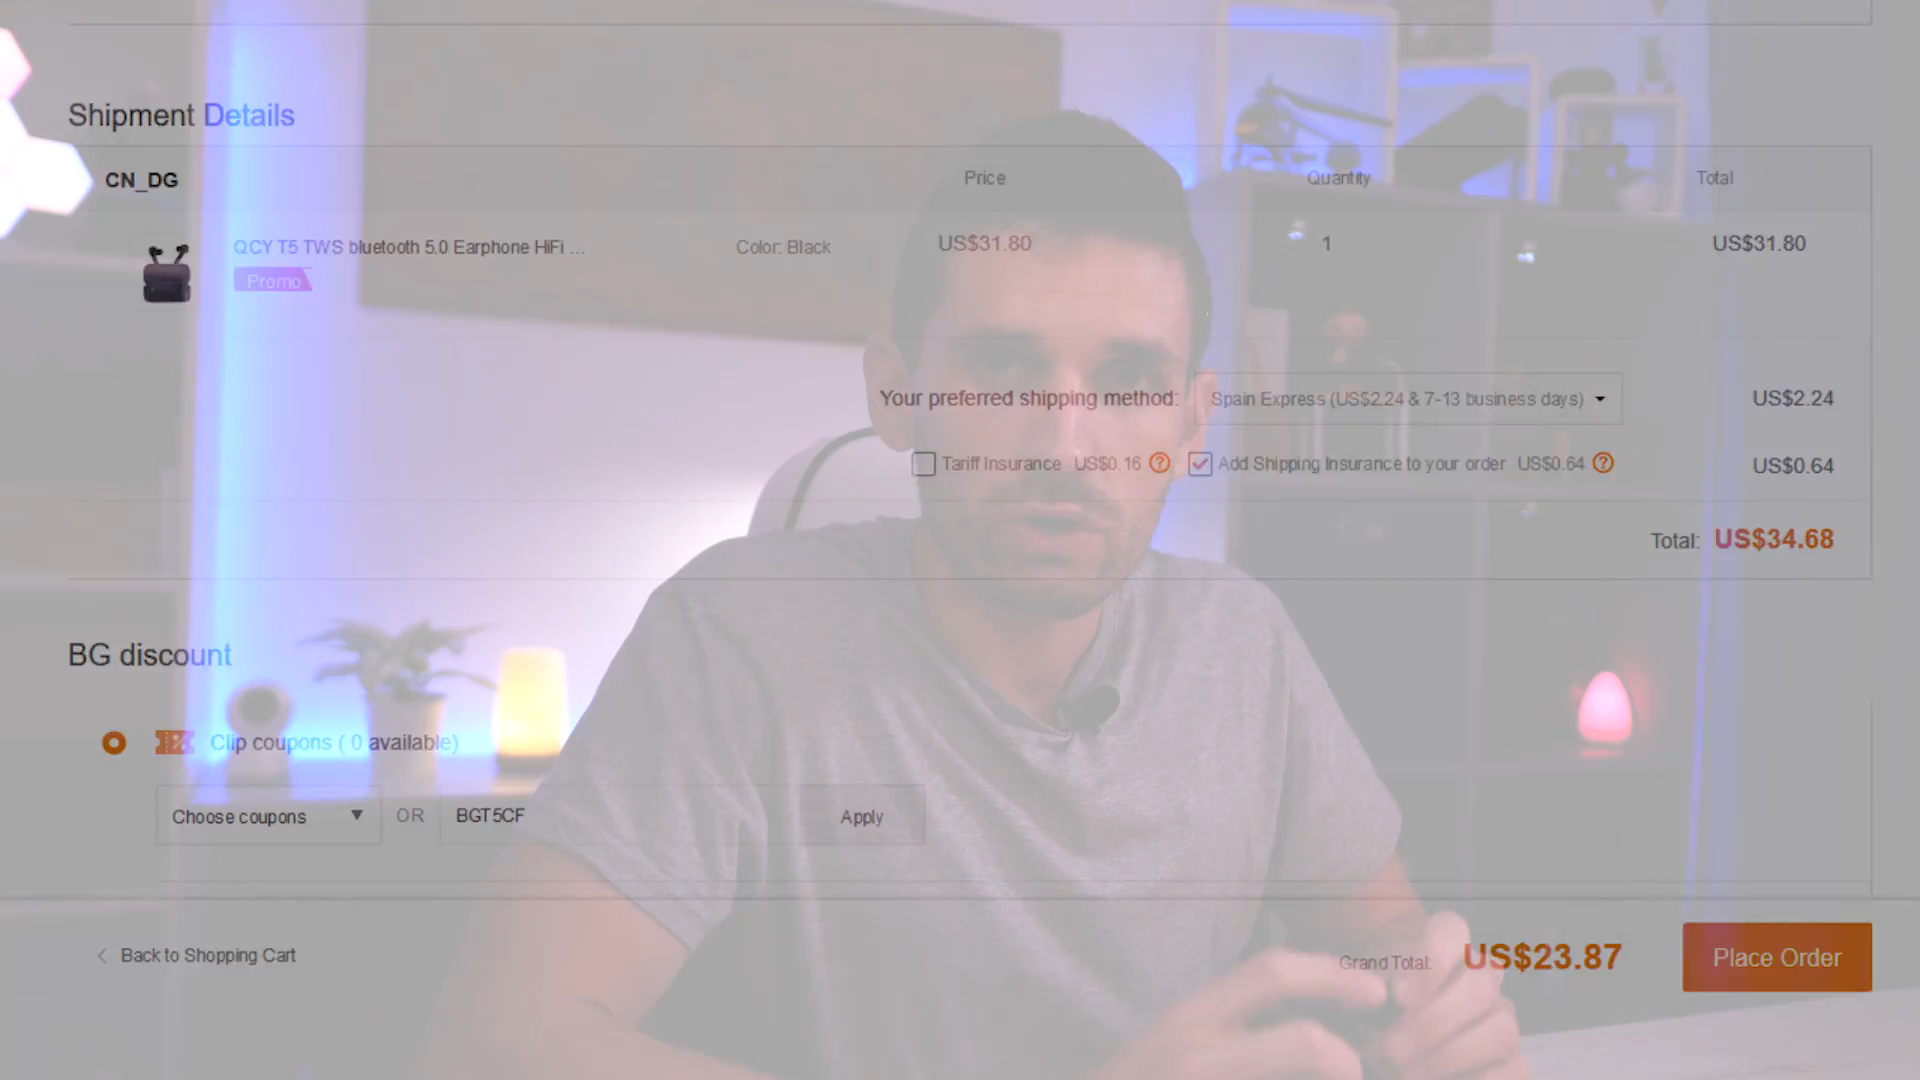 Shipment Details
CN_DG Price Quantity Total
QCY T5 TWS bluetooth 5.0 Earphone HiFi ... Color: Black US$31.80 1 US$31.80
Promo
Your preferred shipping method: Spain Express (US$2.24 & 7-13 business days) US$2.24
Tariff Insurance US$0.16 ? Add Shipping Insurance to your order US$0.64 ? US$0.64
Total: US$34.68
BG discount
% Clip coupons ( 0 available)
Choose coupons OR BGT5CF Apply
Back to Shopping Cart Grand Total: US$23.87 Place Order